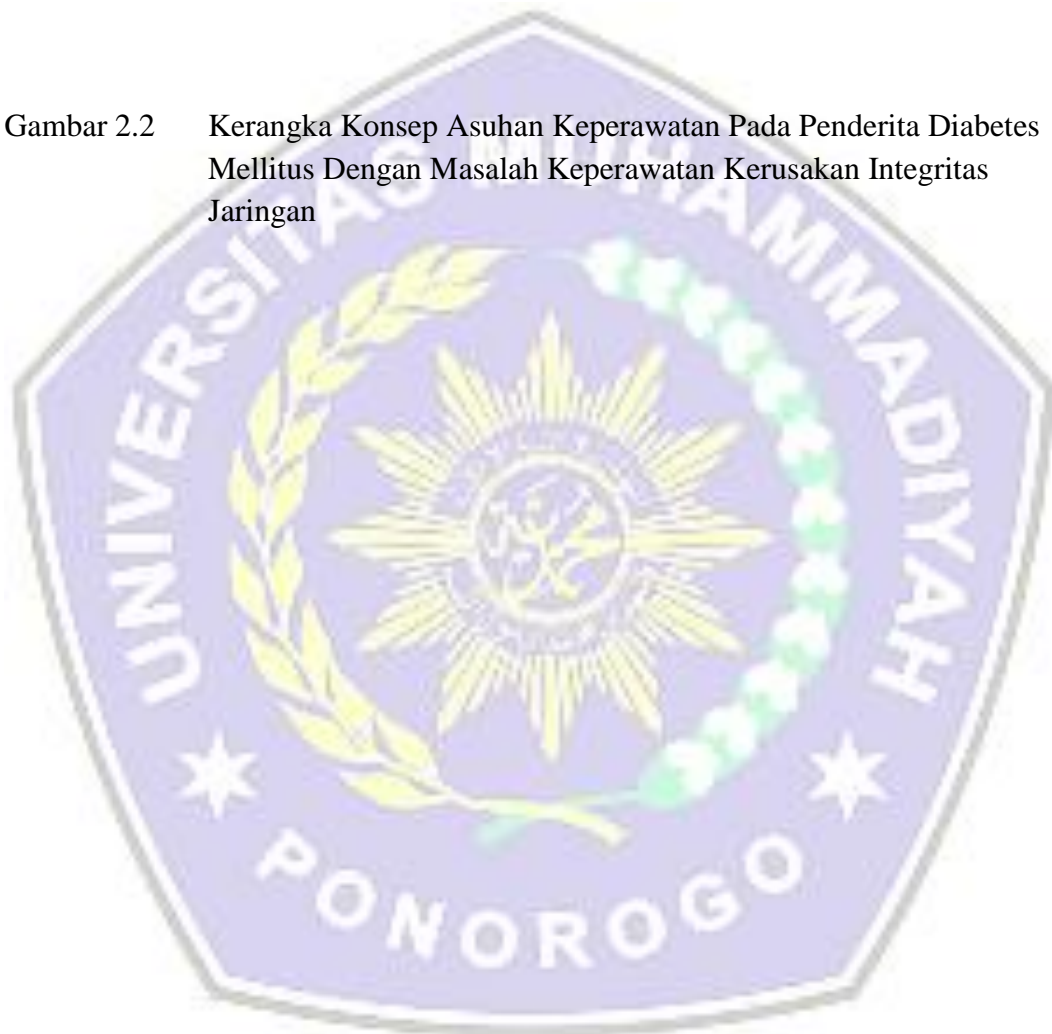 Gambar 2.2 Kerangka Konsep Asuhan Keperawatan Pada Penderita Diabetes
Mellitus Dengan Masalah Keperawatan Kerusakan Integritas
Jaringan
UNIVERSITAS MUHAMMADIYAH
PONOROGO